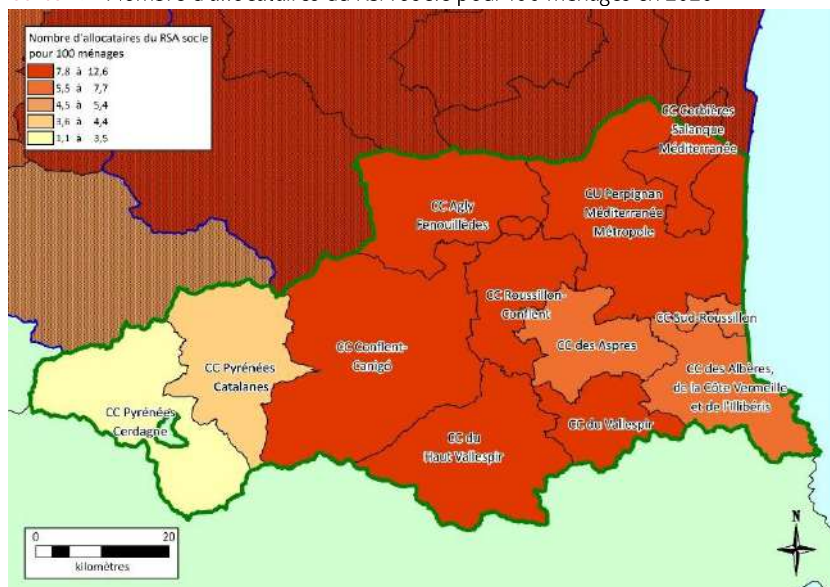 Nombre d'allocataires du RSA socle pour 100 ménages en 2020
Nombre d'allocataires du RSA socle
pour 100 ménages
7,8 à 12,6
5,5 à 7,7
4,5 à 5,4
3,6 à 4,4
1,1 à 3,5
CC Corbières
Salanque
Méditerranée
CC Agly
Fenouillèdes
CU Perpignan
Méditerranée
Métropole
CC Roussillon-
Conflent
CC Sud-Roussillon
CC Conflent-
Canigó
CC des Aspres
CC Pyrénées
Catalanes
CC des Albères,
de la Côte Vermeille
et de l'Illibéris
CC Pyrénées
Cerdagne
CC du Vallespir
CC du
Haut Vallespir
0 20
kilomètres
N